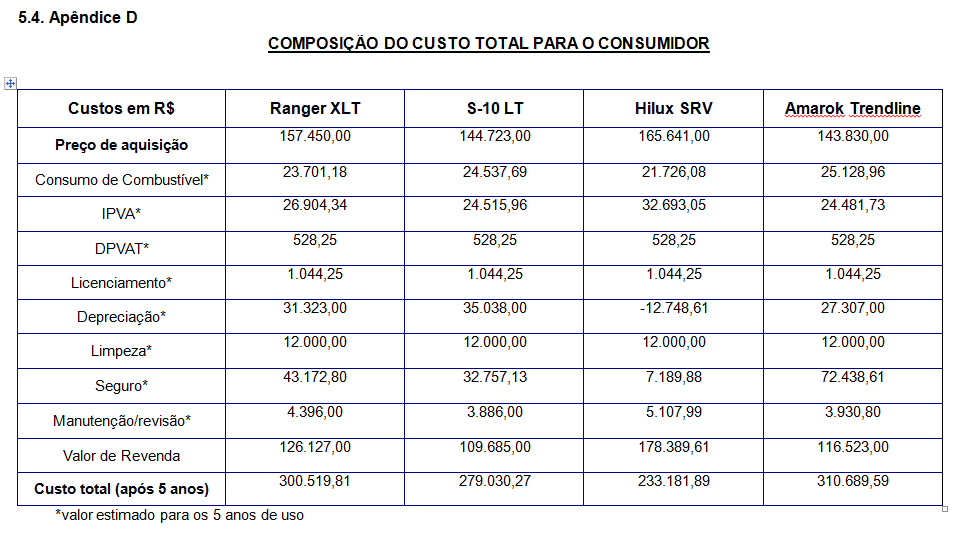 5.4. Apêndice D
COMPOSIÇÃO DO CUSTO TOTAL PARA O CONSUMIDOR
Custos em R$ Ranger XLT S-10 LT Hilux SRV Amarok Trendline
Preço de aquisição 157.450,00 144.723,00 165.641,00 143.830,00
Consumo de Combustível* 23.701,18 24.537,69 21.726,08 25.128,96
IPVA* 26.904,34 24.515,96 32.693,05 24.481,73
DPVAT* 528,25 528,25 528,25 528,25
Licenciamento* 1.044,25 1.044,25 1.044,25 1.044,25
Depreciação* 31.323,00 35.038,00 -12.748,61 27.307,00
Limpeza* 12.000,00 12.000,00 12.000,00 12.000,00
Seguro* 43.172,80 32.757,13 7.189,88 72.438,61
Manutenção/revisão* 4.396,00 3.886,00 5.107,99 3.930,80
Valor de Revenda 126.127,00 109.685,00 178.389,61 116.523,00
Custo total (após 5 anos) 300.519,81 279.030,27 233.181,89 310.689,59
*valor estimado para os 5 anos de uso